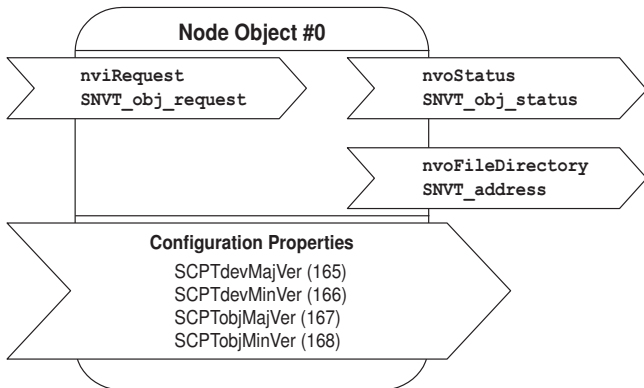 Node Object #0
nviRequest
SNVT_obj_request
nvoStatus
SNVT_obj_status
nvoFileDirectory
SNVT_address
Configuration Properties
SCPTdevMajVer (165)
SCPTdevMinVer (166)
SCPTobjMajVer (167)
SCPTobjMinVer (168)